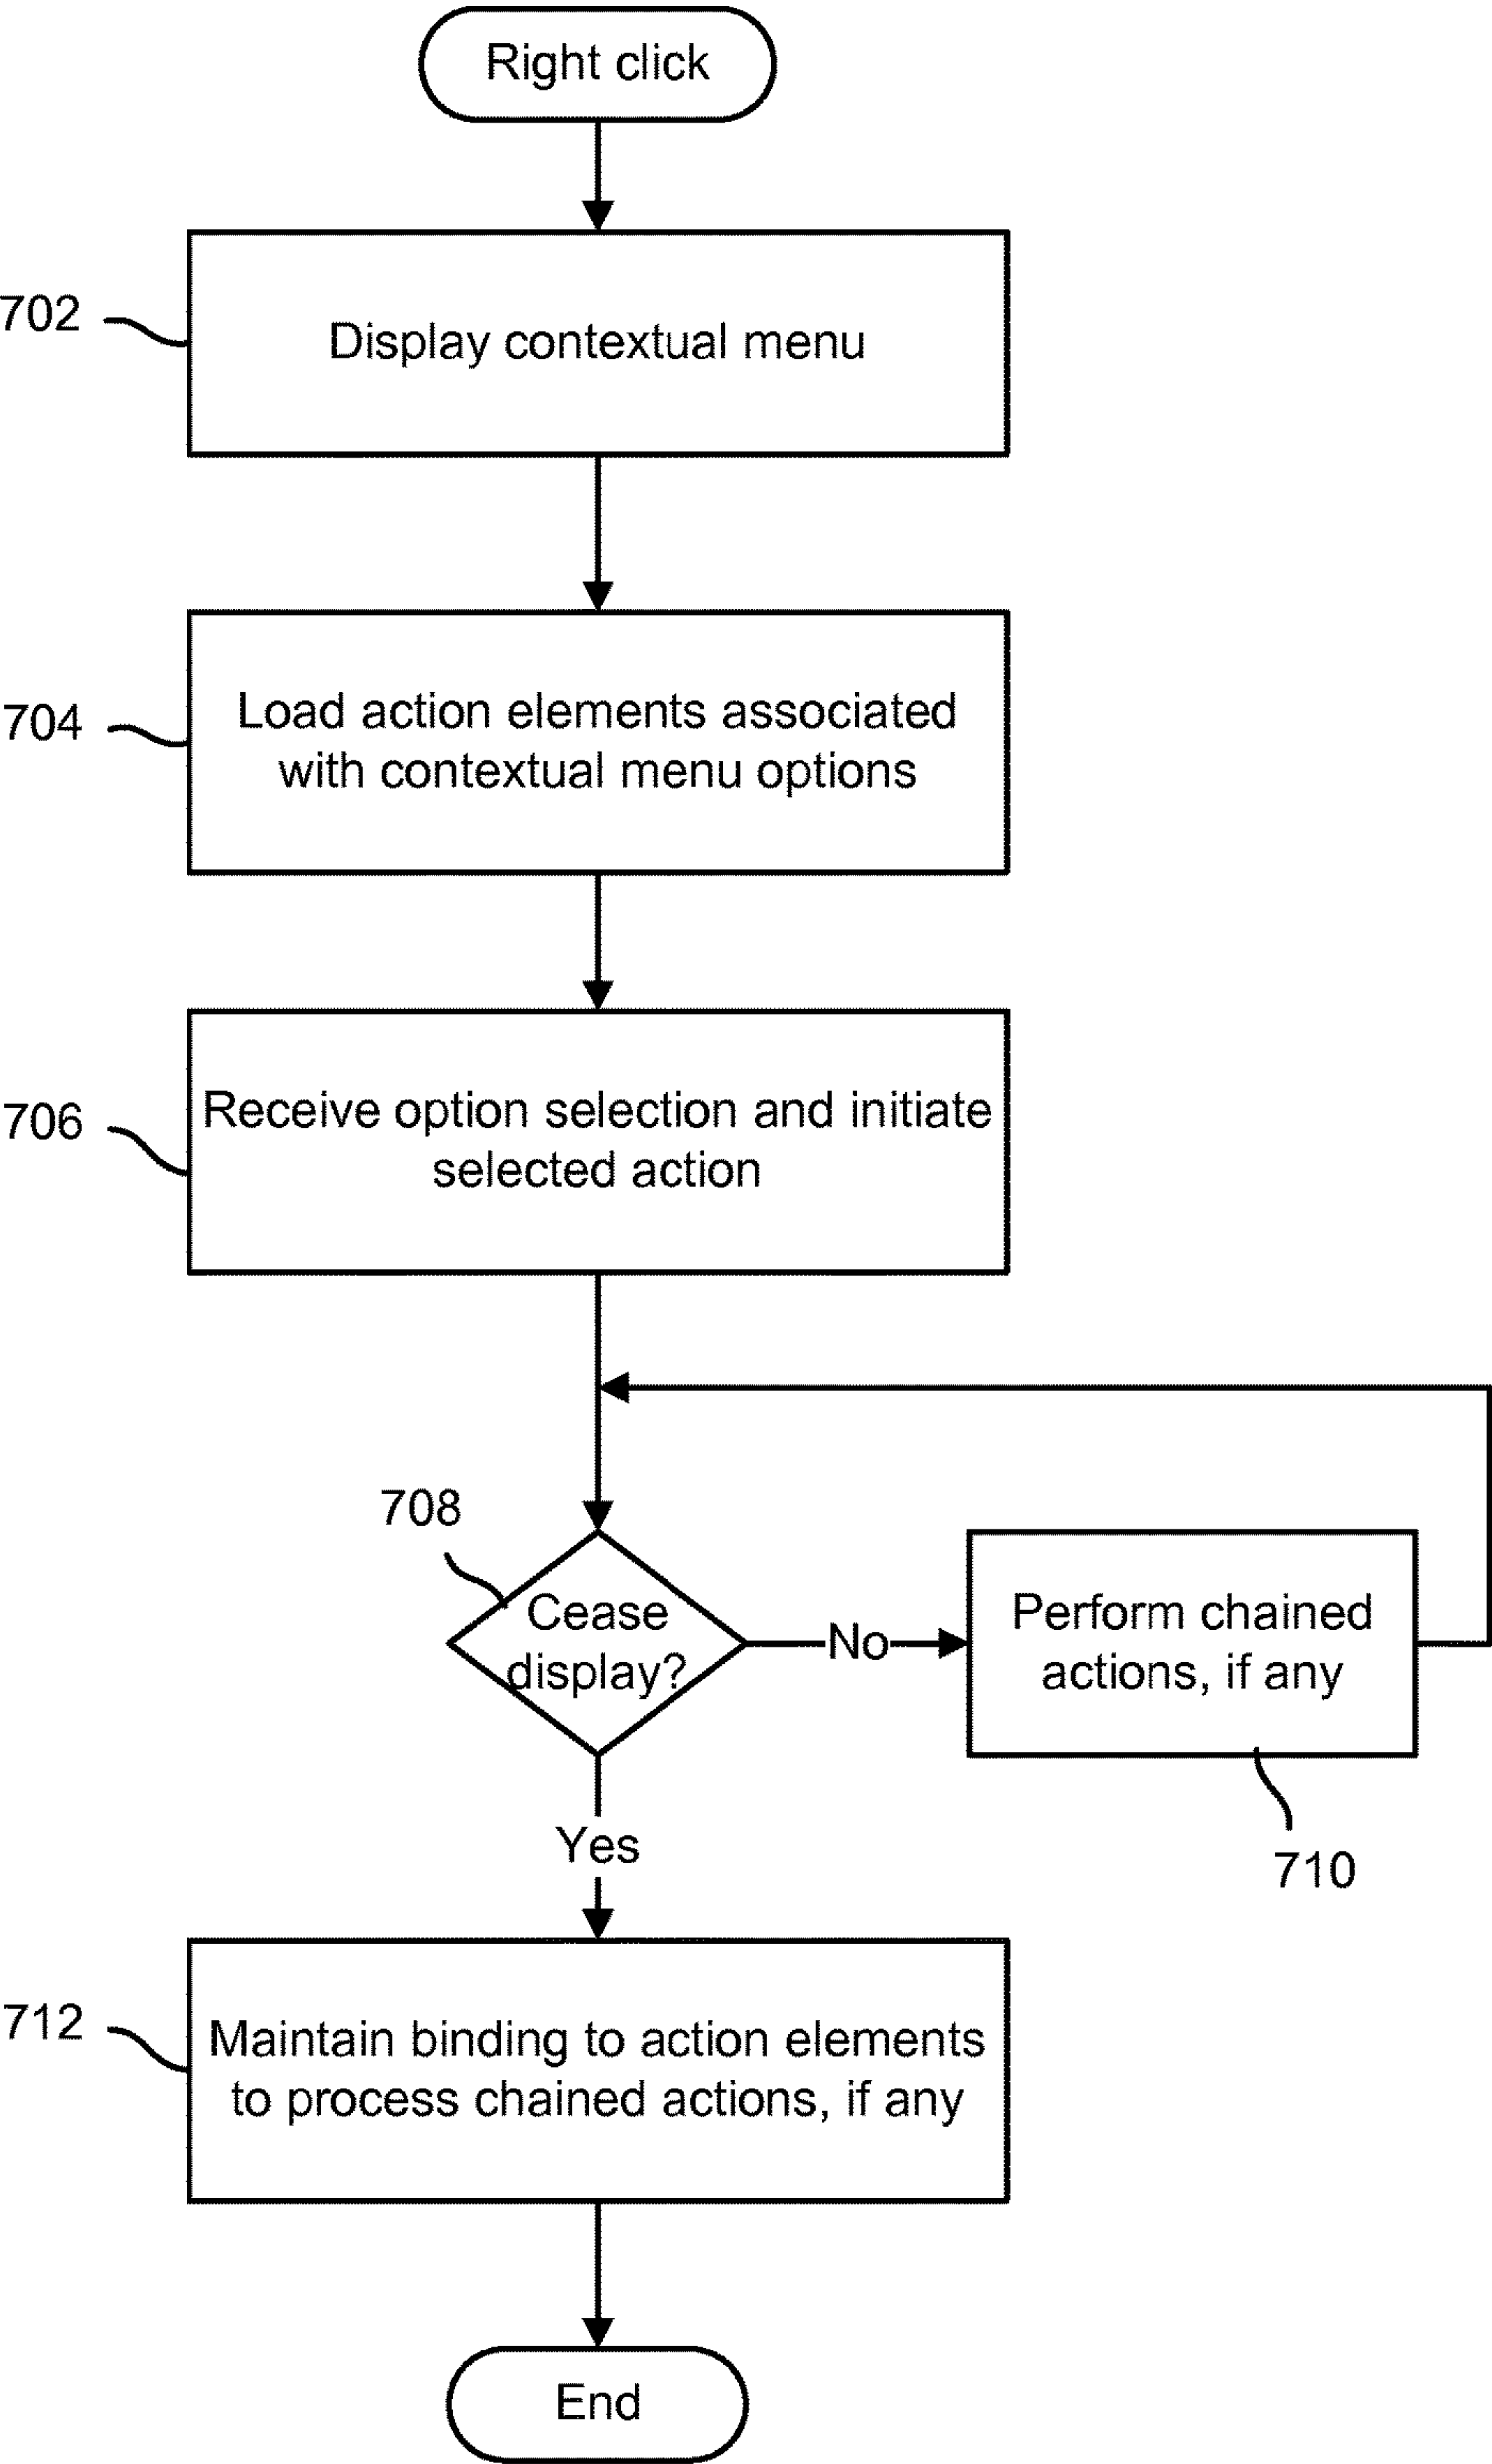 Right click
702
Display contextual menu
704
Load action elements associated
with contextual menu options
706
Receive option selection and initiate
selected action
708
Cease
display?
No
Perform chained
actions, if any
710
Yes
712
Maintain binding to action elements
to process chained actions, if any
End